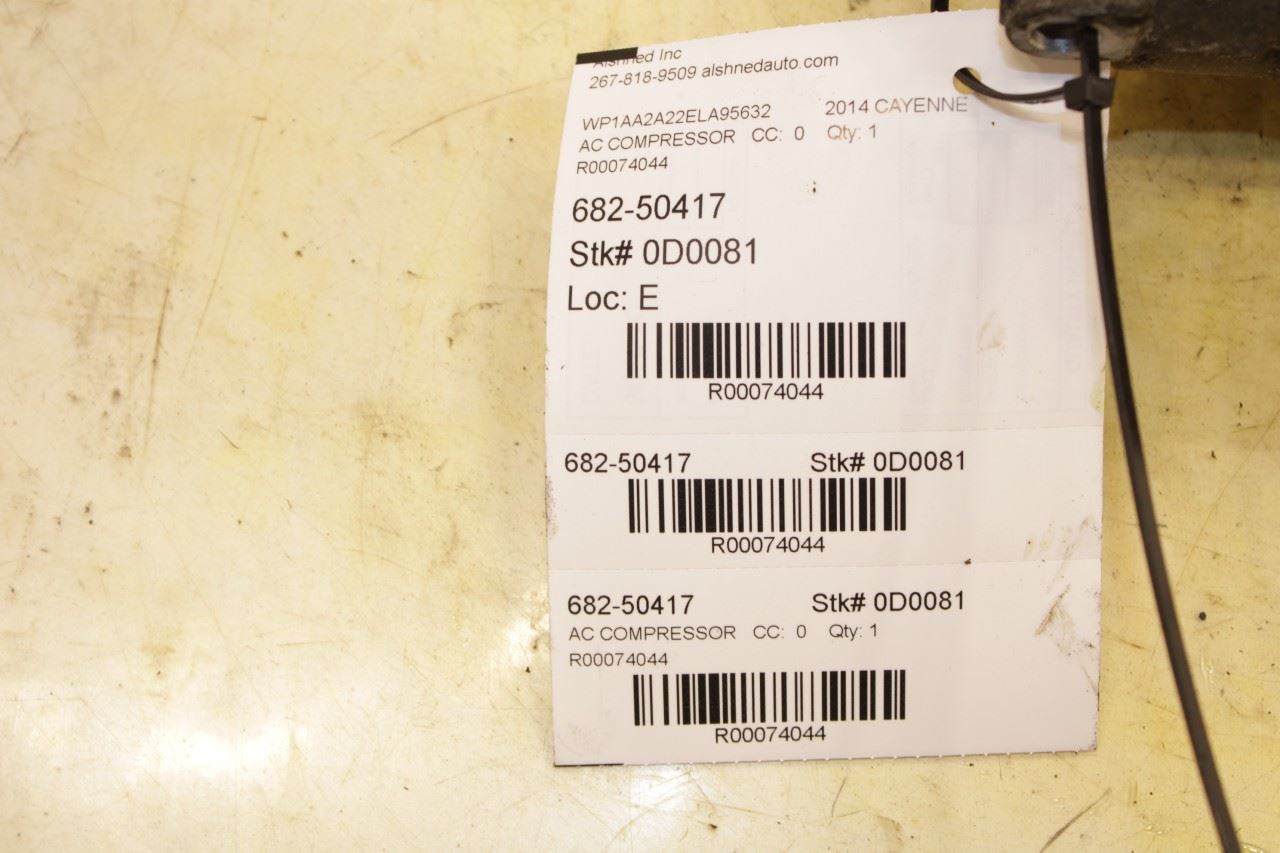 Alshned Inc
267-818-9509 alshnedauto.com
WP1AA2A22ELA95632 2014 CAYENNE
AC COMPRESSOR CC: 0 Qty: 1
R00074044
682-50417
Stk# 0D0081
Loc: E
R00074044
682-50417 Stk# 0D0081
R00074044
682-50417 Stk# 0D0081
AC COMPRESSOR CC: 0 Qty: 1
R00074044
R00074044